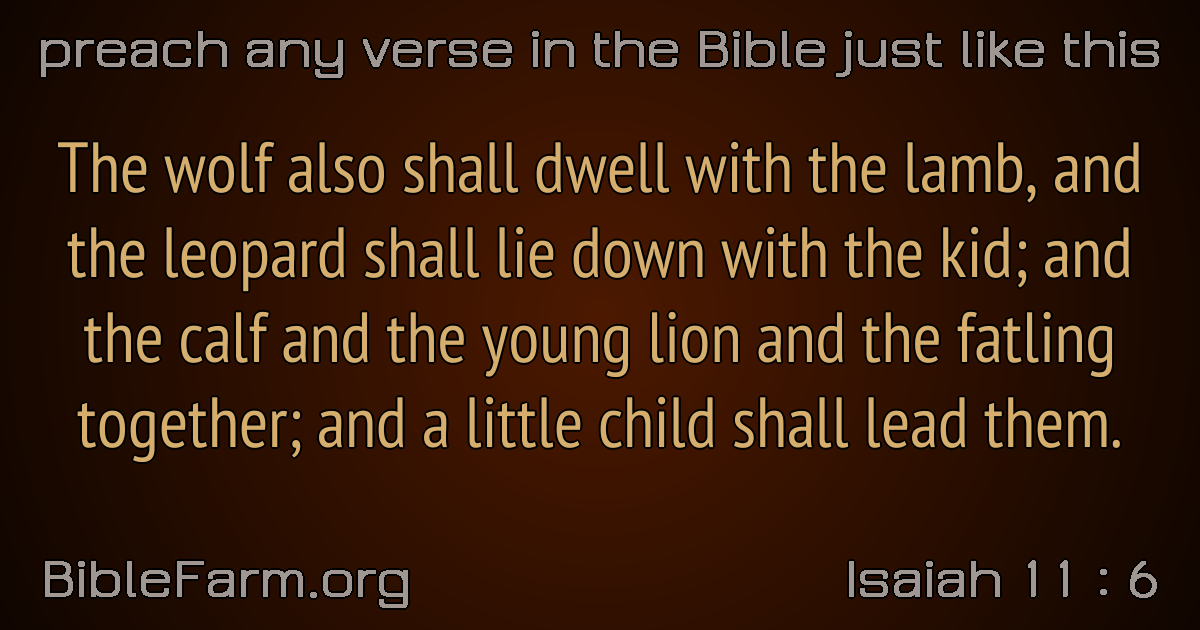 preach any verse in the Bible just like this
The wolf also shall dwell with the lamb, and
the leopard shall lie down with the kid; and
the calf and the young lion and the fatling
together; and a little child shall lead them.
BibleFarm.org
Isaiah 11 : 6